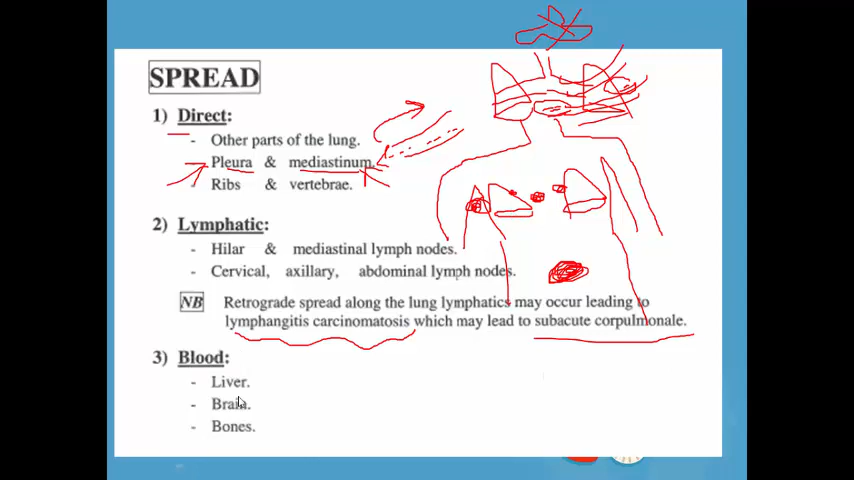 SPREAD
1) Direct:
- Other parts of the lung.
- Pleura & mediastinum.
- Ribs & vertebrae.
2) Lymphatic:
- Hilar & mediastinal lymph nodes.
- Cervical, axillary, abdominal lymph nodes.
NB Retrograde spread along the lung lymphatics may occur leading to
lymphangitis carcinomatosis which may lead to subacute corpulmonale.
3) Blood:
- Liver.
- Brain.
- Bones.